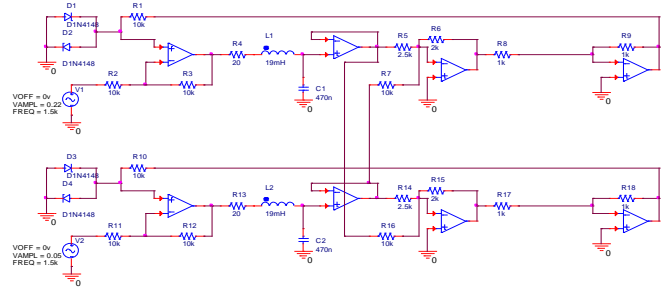 D1
D1N4148
D2
D1N4148
R1
10k
R2
10k
R3
10k
R4
20
L1
19mH
C1
470n
R5
2.5k
R6
2k
R7
10k
R8
1k
R9
1k
V1
VOFF = 0v
VAMPL = 0.22
FREQ = 1.5k
0
0
0
0
0
D3
D1N4148
D4
D1N4148
R10
10k
R11
10k
R12
10k
R13
20
L2
19mH
C2
470n
R14
2.5k
R15
2k
R16
10k
R17
1k
R18
1k
V2
VOFF = 0v
VAMPL = 0.05
FREQ = 1.5k
0
0
0
0
0